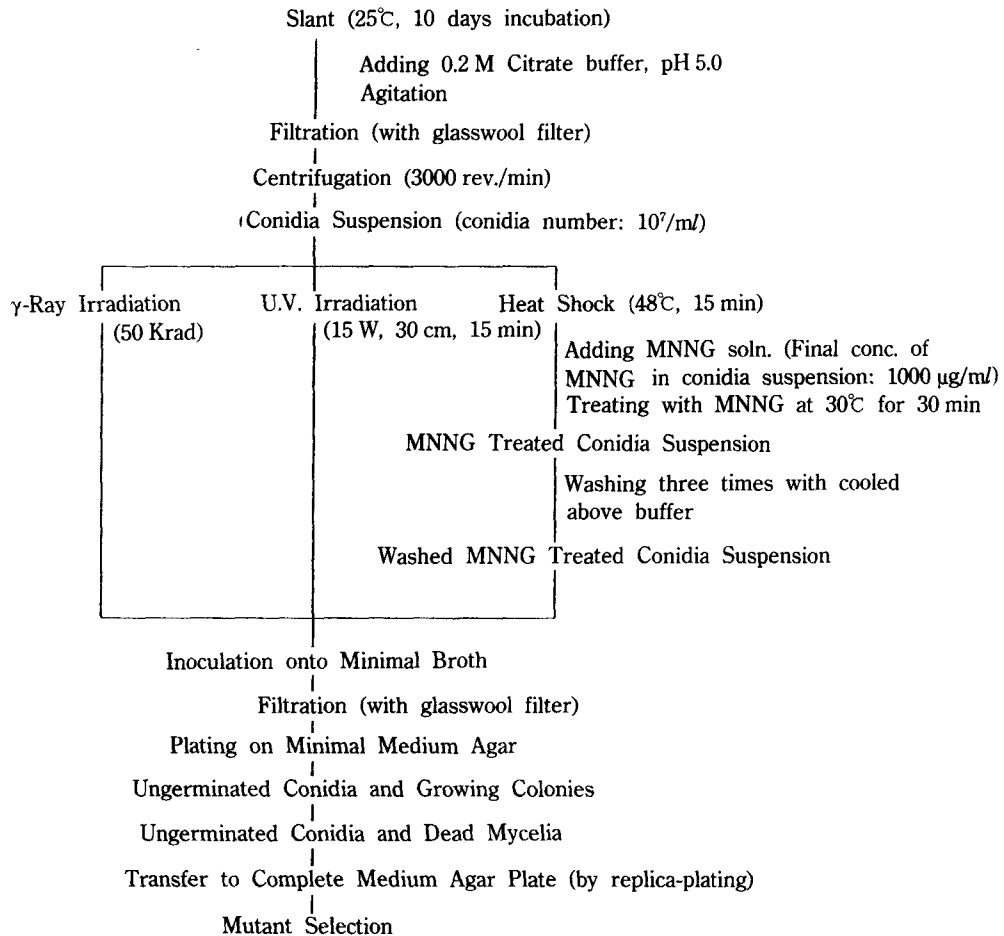 Slant (25℃, 10 days incubation)
Adding 0.2 M Citrate buffer, pH 5.0
Agitation
Filtration (with glasswool filter)
Centrifugation (3000 rev./min)
Conidia Suspension (conidia number: 10⁷/ml)
γ-Ray Irradiation
(50 Krad)
U.V. Irradiation
(15 W, 30 cm, 15 min)
Heat Shock (48℃, 15 min)
Adding MNNG soln. (Final conc. of
MNNG in conidia suspension: 1000 µg/ml)
Treating with MNNG at 30℃ for 30 min
MNNG Treated Conidia Suspension
Washing three times with cooled
above buffer
Washed MNNG Treated Conidia Suspension
Inoculation onto Minimal Broth
Filtration (with glasswool filter)
Plating on Minimal Medium Agar
Ungerminated Conidia and Growing Colonies
Ungerminated Conidia and Dead Mycelia
Transfer to Complete Medium Agar Plate (by replica-plating)
Mutant Selection